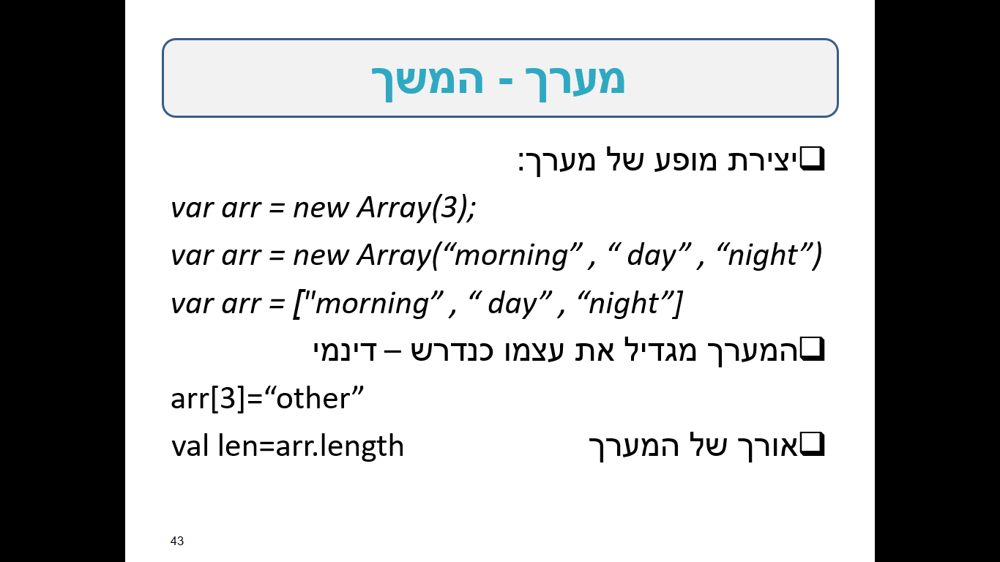 מערך - המשך
יצירת מופע של מערך:
var arr = new Array(3);
var arr = new Array(“morning” , “ day” , “night”)
var arr = ["morning” , “ day” , “night”]
המערך מגדיל את עצמו כנדרש – דינמי
arr[3]=“other”
אורך של המערך val len=arr.length
43